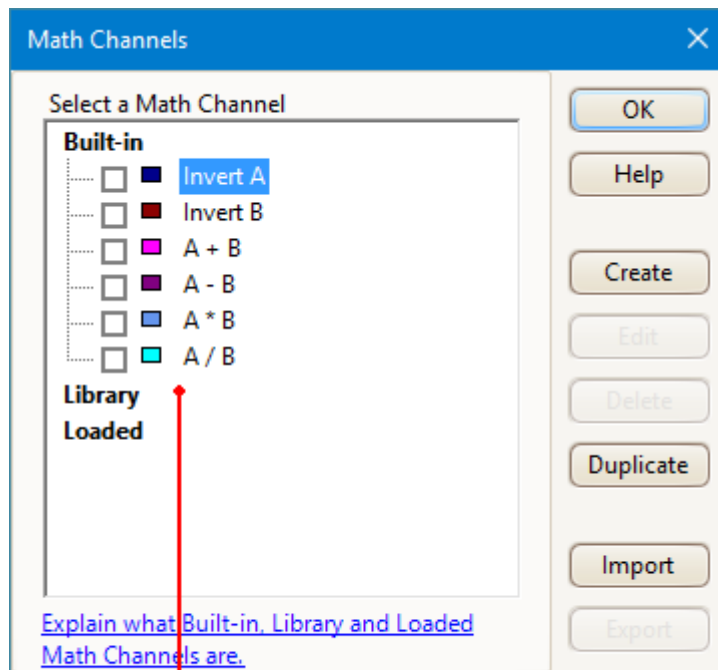 Math Channels
Select a Math Channel
Built-in
Invert A
Invert B
A + B
A - B
A * B
A / B
Library
Loaded
Explain what Built-in, Library and Loaded
Math Channels are.
OK
Help
Create
Edit
Delete
Duplicate
Import
Export